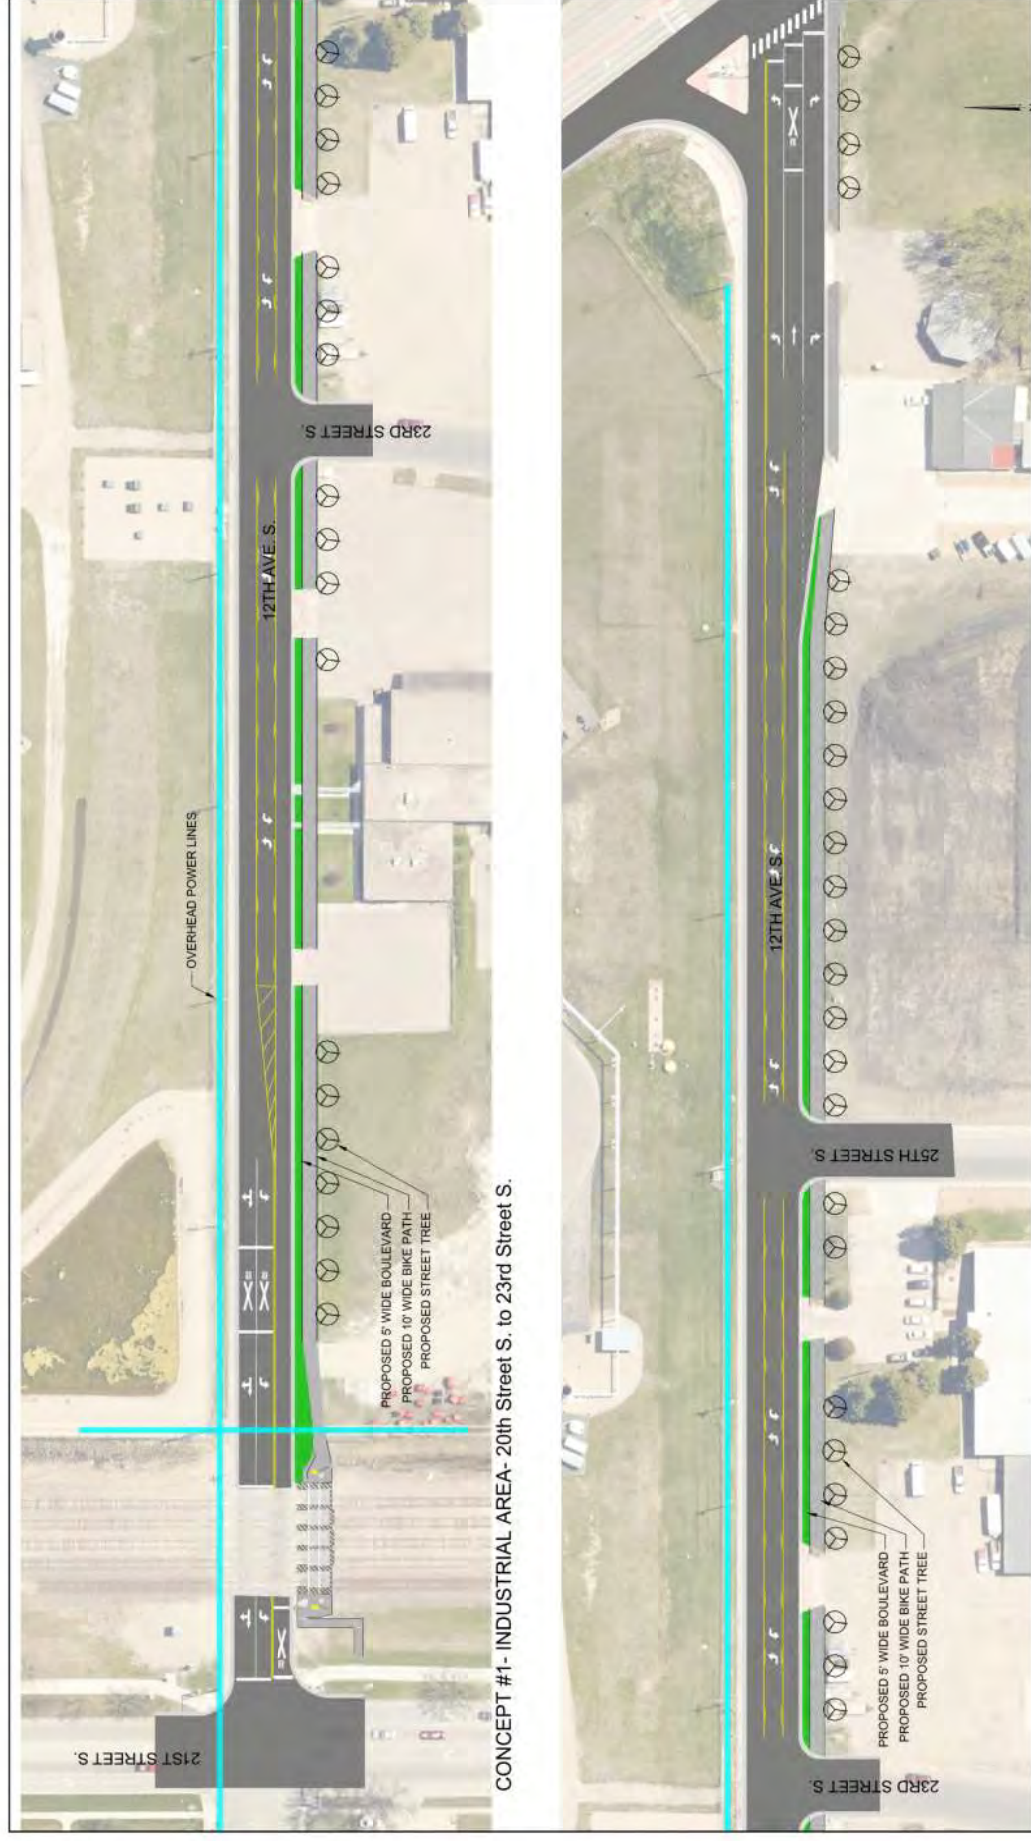 21ST STREET S.
OVERHEAD POWER LINES
12TH AVE. S.
23RD STREET S.
PROPOSED 5' WIDE BOULEVARD
PROPOSED 10' WIDE BIKE PATH
PROPOSED STREET TREE
CONCEPT #1- INDUSTRIAL AREA- 20th Street S. to 23rd Street S.
23RD STREET S.
12TH AVE. S.
25TH STREET S.
PROPOSED 5' WIDE BOULEVARD
PROPOSED 10' WIDE BIKE PATH
PROPOSED STREET TREE